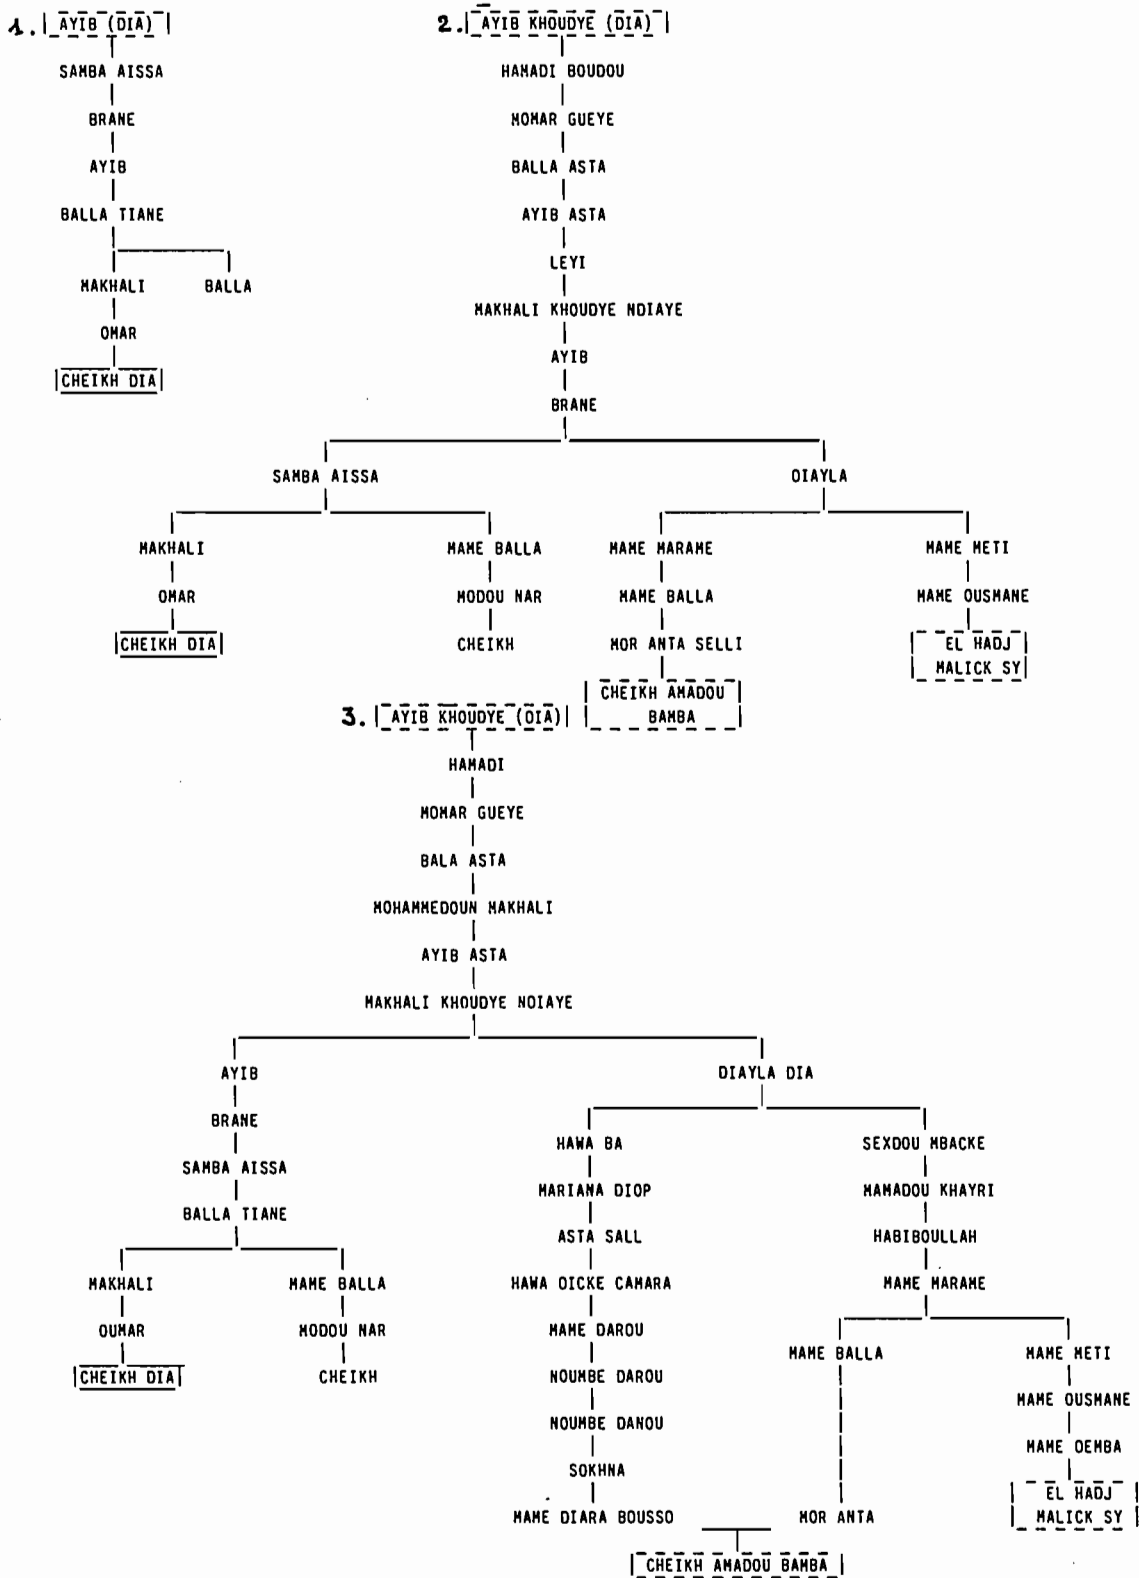 1. AYIB (DIA)
SAMBA AISSA
BRANE
AYIB
BALLA TIANE
MAKHALI BALLA
OMAR
CHEIKH DIA
2. AYIB KHOUDYE (DIA)
HAMADI BOUDOU
MOMAR GUEYE
BALLA ASTA
AYIB ASTA
LEYI
MAKHALI KHOUDYE NDIAYE
AYIB
BRANE
SAMBA AISSA DIAYLA
MAKHALI MAME BALLA MAME MARAME MAME METI
OMAR MODOU NAR MAME BALLA MAME OUSMANE
CHEIKH DIA CHEIKH MOR ANTA SELLI EL HADJ
MALICK SY
CHEIKH AMADOU
BAMBA
3. AYIB KHOUDYE (DIA)
HAMADI
MOMAR GUEYE
BALA ASTA
MOHAMMEDOUN MAKHALI
AYIB ASTA
MAKHALI KHOUDYE NDIAYE
AYIB DIAYLA DIA
BRANE HAWA BA SEXDOU MBACKE
SAMBA AISSA MARIANA DIOP MAMADOU KHAYRI
BALLA TIANE ASTA SALL HABIBOULLAH
MAKHALI MAME BALLA HAWA DICKE CAMARA MAME MARAME
OUMAR MODOU NAR MAME DAROU MAME BALLA MAME METI
CHEIKH DIA CHEIKH NOUMBE DAROU MAME OUSMANE
NOUMBE DANOU MAME DEMBA
SOKHNA EL HADJ
MAME DIARA BOUSSO MOR ANTA MALICK SY
CHEIKH AMADOU BAMBA